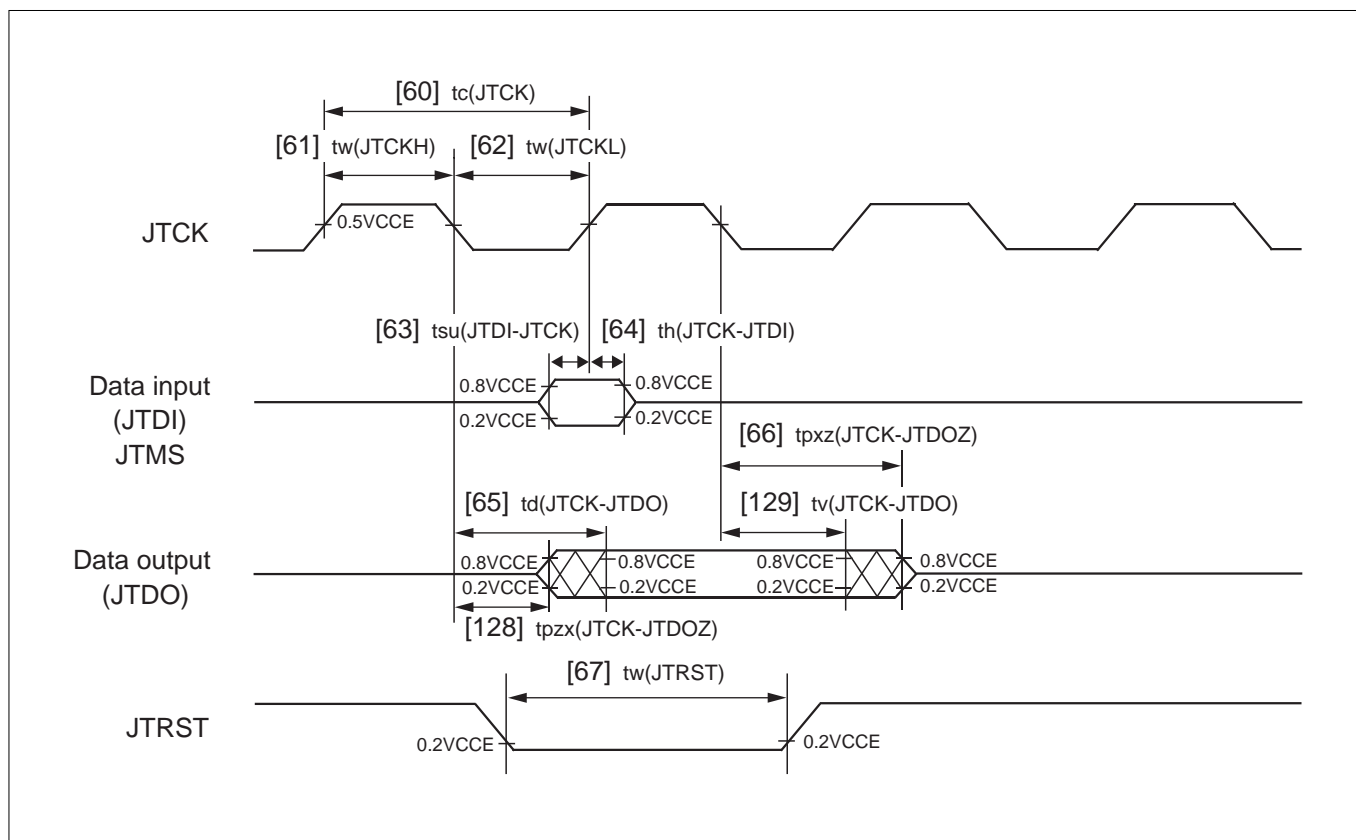 [60] tc(JTCK)
[61] tw(JTCKH) [62] tw(JTCKL)
JTCK
0.5VCCE
[63] tsu(JTDI-JTCK) [64] th(JTCK-JTDI)
Data input
(JTDI)
JTMS
0.8VCCE 0.8VCCE
0.2VCCE 0.2VCCE
[66] tpxz(JTCK-JTDOZ)
[65] td(JTCK-JTDO) [129] tv(JTCK-JTDO)
Data output
(JTDO)
0.8VCCE 0.8VCCE 0.8VCCE 0.8VCCE
0.2VCCE 0.2VCCE 0.2VCCE 0.2VCCE
[128] tpzx(JTCK-JTDOZ)
[67] tw(JTRST)
JTRST
0.2VCCE 0.2VCCE